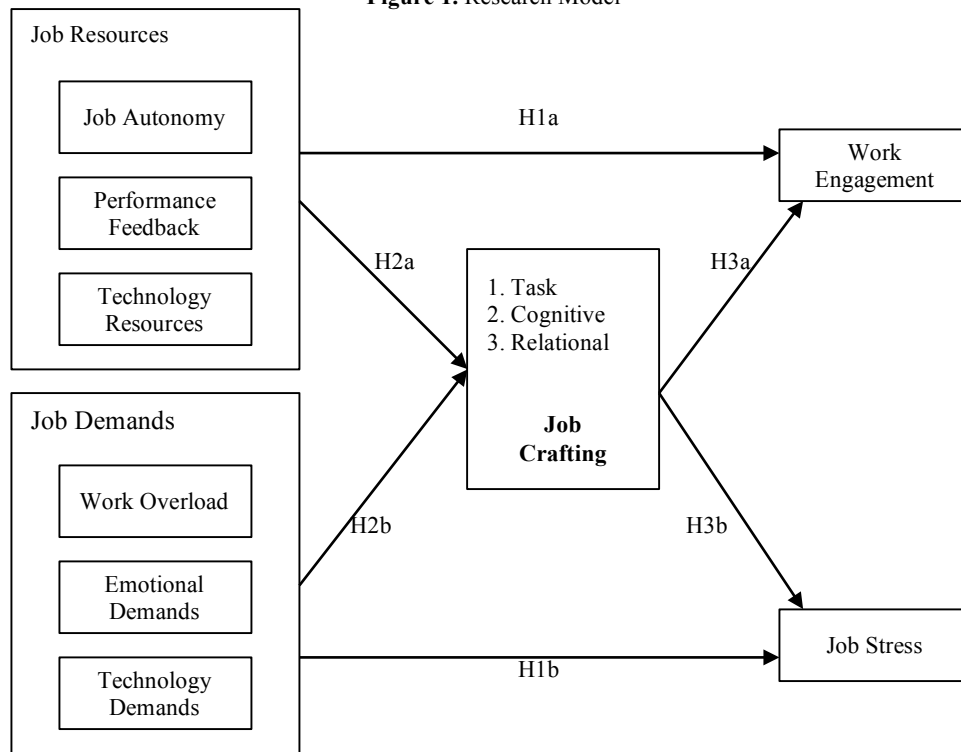 Figure 1. Research Model
Job Resources
Job Autonomy
Performance
Feedback
Technology
Resources
Job Demands
Work Overload
Emotional
Demands
Technology
Demands
H1a
H2a
H2b
H1b
1. Task
2. Cognitive
3. Relational
Job
Crafting
H3a
H3b
Work
Engagement
Job Stress